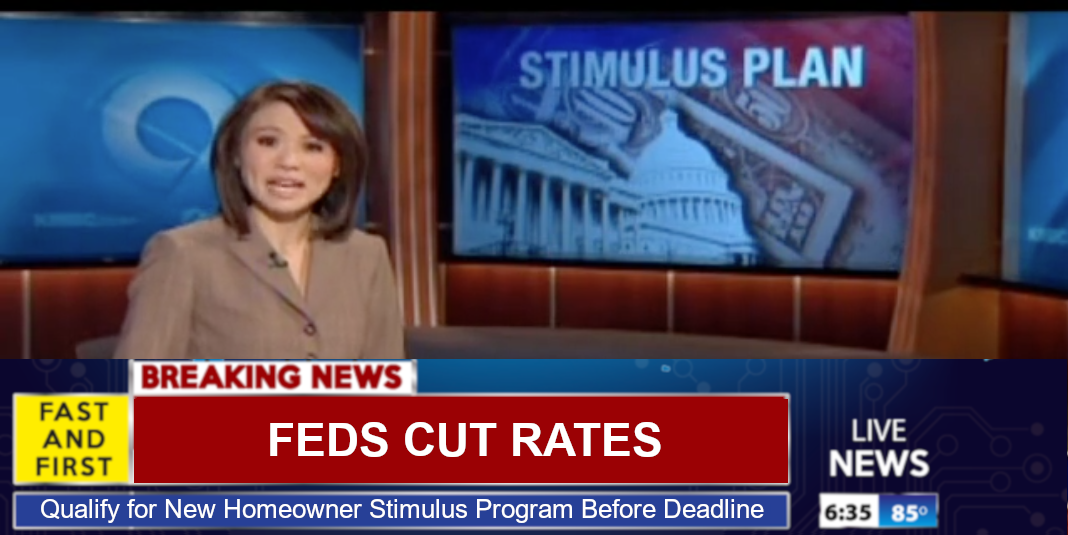 STIMULUS PLAN
BREAKING NEWS
FAST
AND
FIRST
FEDS CUT RATES
Qualify for New Homeowner Stimulus Program Before Deadline
LIVE
NEWS
6:35 85°